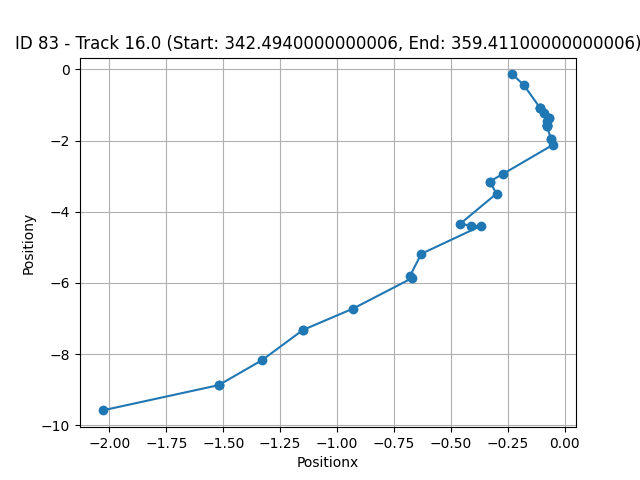 ID 83 - Track 16.0 (Start: 342.4940000000006, End: 359.41100000000006)
0
−2
−4
−6
−8
−10
Positiony
−2.00 −1.75 −1.50 −1.25 −1.00 −0.75 −0.50 −0.25 0.00
Positionx